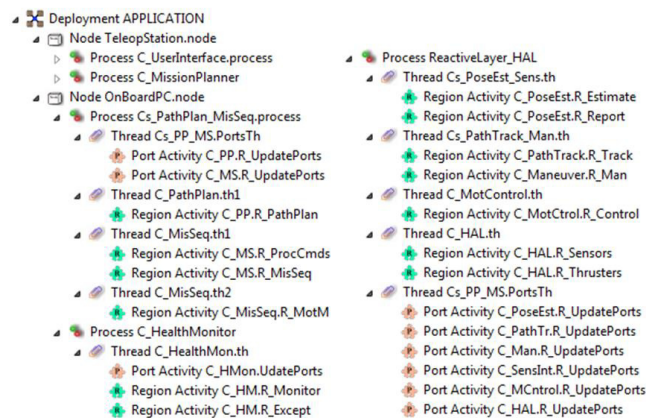 Deployment APPLICATION
Node TeleopStation.node
Process C_UserInterface.process
Process C_MissionPlanner
Node OnBoardPC.node
Process Cs_PathPlan_MisSeq.process
Thread Cs_PP_MS.PortsTh
Port Activity C_PP.R_UpdatePorts
Port Activity C_MS.R_UpdatePorts
Thread C_PathPlan.th1
Region Activity C_PP.R_PathPlan
Thread C_MisSeq.th1
Region Activity C_MS.R_ProcCmds
Region Activity C_MS.R_MisSeq
Thread C_MisSeq.th2
Region Activity C_MisSeq.R_MotM
Process C_HealthMonitor
Thread C_HealthMon.th
Port Activity C_HMon.UdatePorts
Region Activity C_HM.R_Monitor
Region Activity C_HM.R_Except
Process ReactiveLayer_HAL
Thread Cs_PoseEst_Sens.th
Region Activity C_PoseEst.R_Estimate
Region Activity C_PoseEst.R_Report
Thread Cs_PathTrack_Man.th
Region Activity C_PathTrack.R_Track
Region Activity C_Maneuver.R_Man
Thread C_MotControl.th
Region Activity C_MotCtrol.R_Control
Thread C_HAL.th
Region Activity C_HAL.R_Sensors
Region Activity C_HAL.R_Thrusters
Thread Cs_PP_MS.PortsTh
Port Activity C_PoseEst.R_UpdatePorts
Port Activity C_PathTr.R_UpdatePorts
Port Activity C_Man.R_UpdatePorts
Port Activity C_SensInt.R_UpdatePorts
Port Activity C_MCntrol.R_UpdatePorts
Port Activity C_HAL.R_UpdatePorts